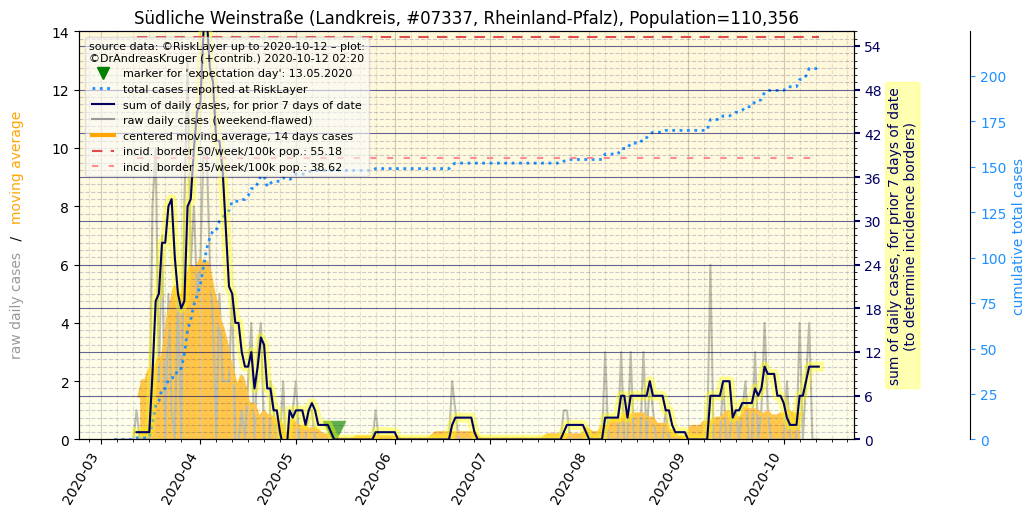 Südliche Weinstraße (Landkreis, #07337, Rheinland-Pfalz), Population=110,356
source data: ©RiskLayer up to 2020-10-12 – plot:
©DrAndreasKruger (+contrib.) 2020-10-12 02:20
marker for 'expectation day': 13.05.2020
total cases reported at RiskLayer
sum of daily cases, for prior 7 days of date
raw daily cases (weekend-flawed)
centered moving average, 14 days cases
incid. border 50/week/100k pop.: 55.18
incid. border 35/week/100k pop.: 38.62
raw daily cases / moving average
14
12
10
8
6
4
2
0
2020-03
2020-04
2020-05
2020-06
2020-07
2020-08
2020-09
2020-10
54
48
42
36
30
24
18
12
6
0
sum of daily cases, for prior 7 days of date
(to determine incidence borders)
200
175
150
125
100
75
50
25
0
cumulative total cases